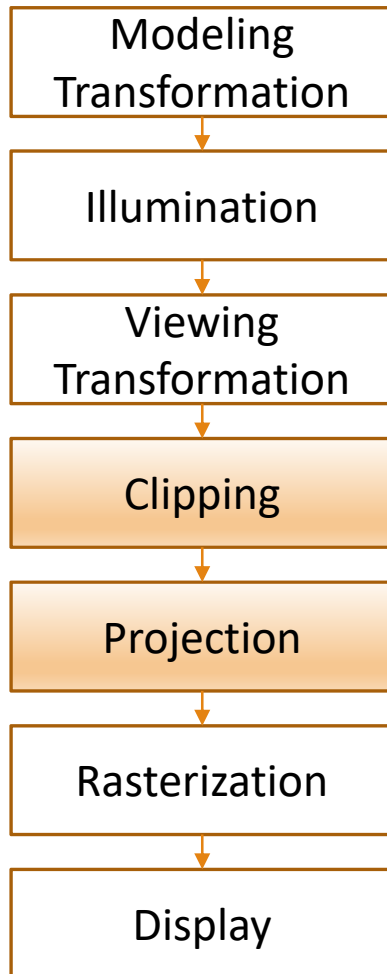 Modeling
Transformation
Illumination
Viewing
Transformation
Clipping
Projection
Rasterization
Display